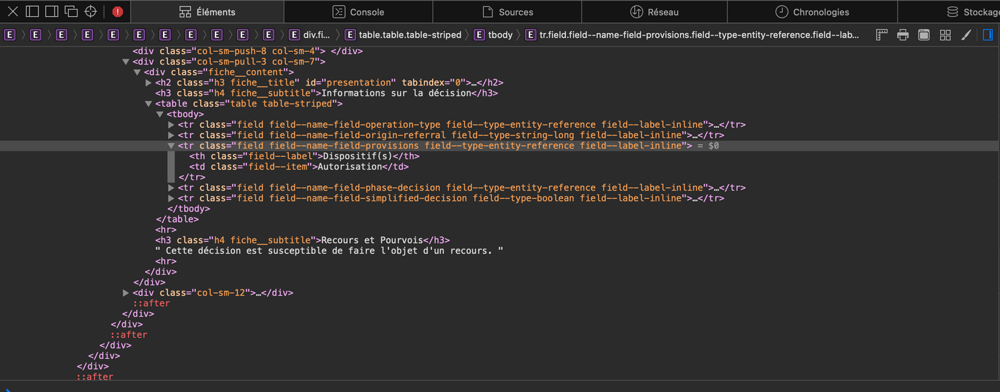 Éléments Console Sources Réseau Chronologies Stockag
E E E E E E E E E E E E div.fi... E table.table.table-striped E tbody E tr.field.field--name-field-provisions.field--type-entity-reference.field--lab...
<div class="col-sm-push-8 col-sm-4"> </div>
<div class="col-sm-pull-3 col-sm-7">
<div class="fiche__content">
<h2 class="h3 fiche__title" id="presentation" tabindex="0">…</h2>
<h3 class="h4 fiche__subtitle">Informations sur la décision</h3>
<table class="table table-striped">
<tbody>
<tr class="field field--name-field-operation-type field--type-entity-reference field--label-inline">…</tr>
<tr class="field field--name-field-origin-referral field--type-string-long field--label-inline">…</tr>
<tr class="field field--name-field-provisions field--type-entity-reference field--label-inline"> = $0
<th class="field--label">Dispositif(s)</th>
<td class="field--item">Autorisation</td>
</tr>
<tr class="field field--name-field-phase-decision field--type-entity-reference field--label-inline">…</tr>
<tr class="field field--name-field-simplified-decision field--type-boolean field--label-inline">…</tr>
</tbody>
</table>
<hr>
<h3 class="h4 fiche__subtitle">Recours et Pourvois</h3>
" Cette décision est susceptible de faire l'objet d'un recours. "
<hr>
</div>
</div>
<div class="col-sm-12">…</div>
::after
</div>
</div>
::after
</div>
</div>
</div>
::after